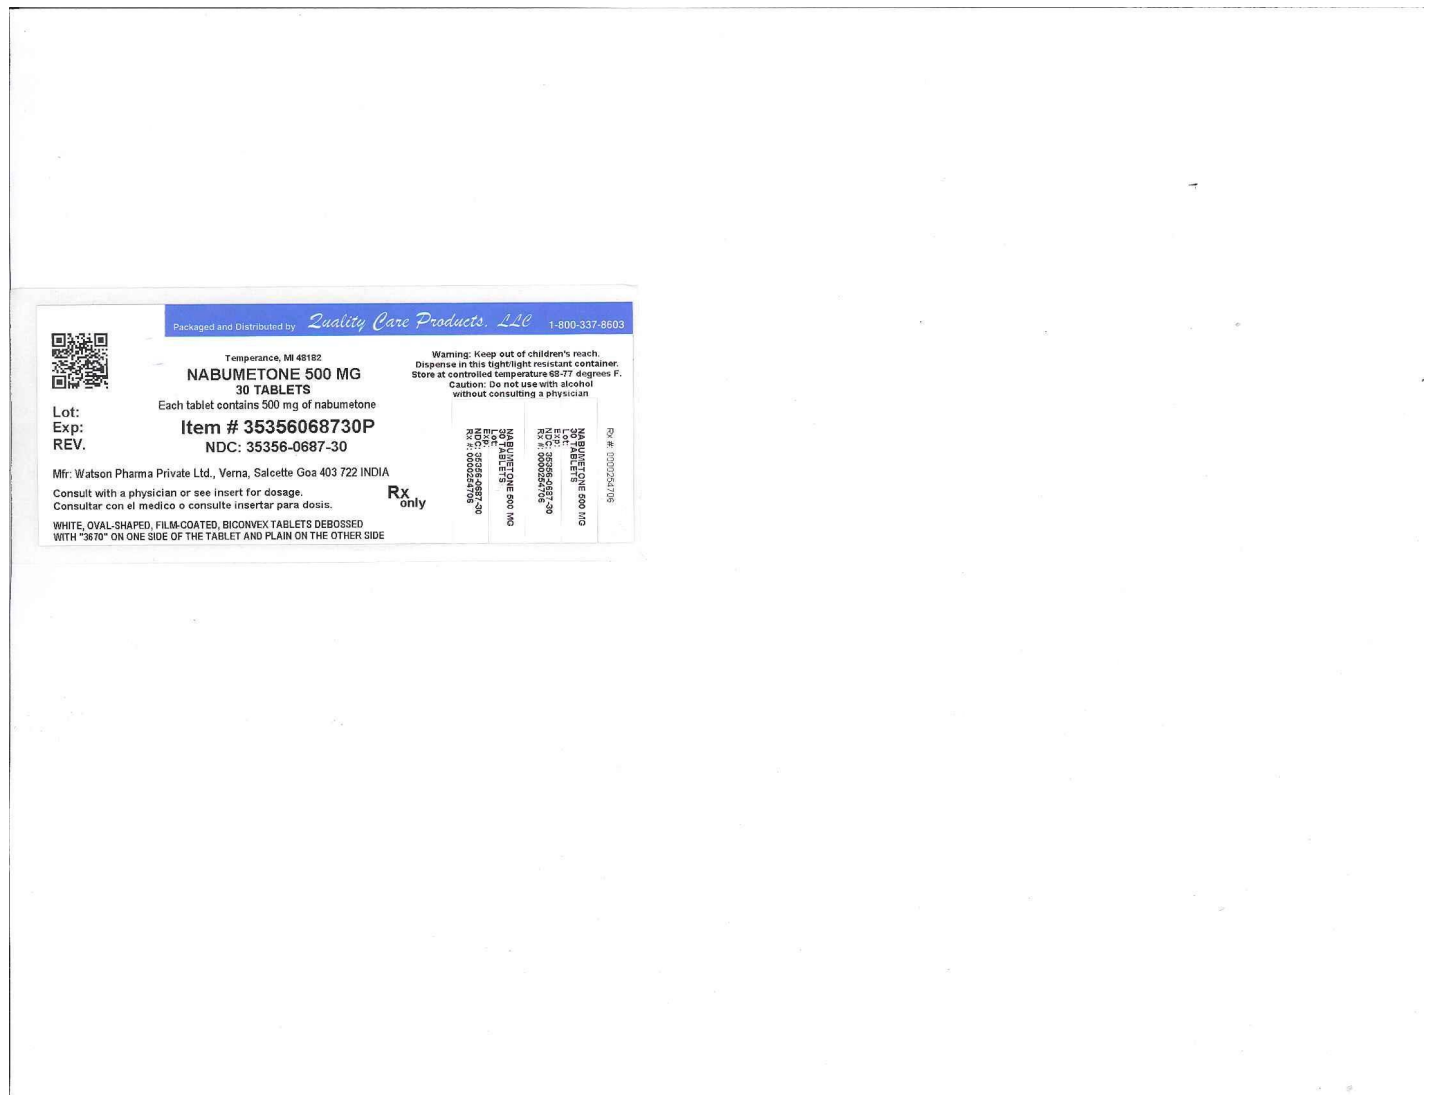 Packaged and Distributed by Quality Care Products, LLC 1-800-337-8603
Temperance, MI 48182
NABUMETONE 500 MG
30 TABLETS
Each tablet contains 500 mg of nabumetone
Item # 35356068730P
NDC: 35356-0687-30
Lot:
Exp:
REV.
Mfr: Watson Pharma Private Ltd., Verna, Salcette Goa 403 722 INDIA
Consult with a physician or see insert for dosage.
Consultar con el medico o consulte insertar para dosis.
Rx only
WHITE, OVAL-SHAPED, FILM-COATED, BICONVEX TABLETS DEBOSSED
WITH "3670" ON ONE SIDE OF THE TABLET AND PLAIN ON THE OTHER SIDE
Warning: Keep out of children's reach.
Dispense in this tight/light resistant container.
Store at controlled temperature 68-77 degrees F.
Caution: Do not use with alcohol
without consulting a physician
NABUMETONE 500 MG
30 TABLETS
Lot:
Exp:
NDC: 35356-0687-30
Rx #: 0000254706
NABUMETONE 500 MG
30 TABLETS
Lot:
Exp:
NDC: 35356-0687-30
Rx #: 0000254706
Rx #: 0000254706